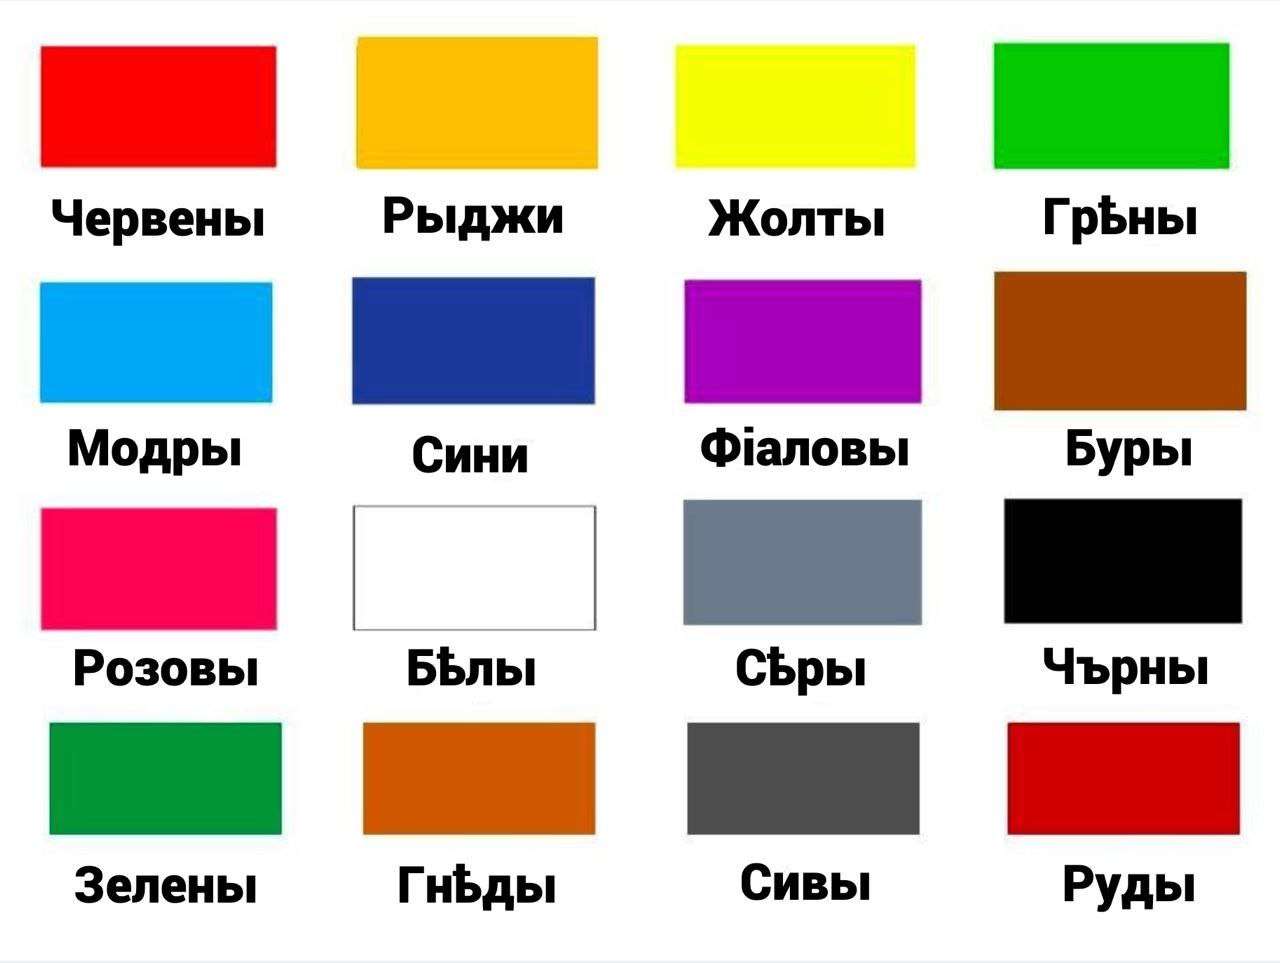 Червены
Рыджи
Жолты
Грѣны
Модры
Сини
Фіаловы
Буры
Розовы
Бѣлы
Сѣры
Чърны
Зелены
Гнѣды
Сивы
Руды